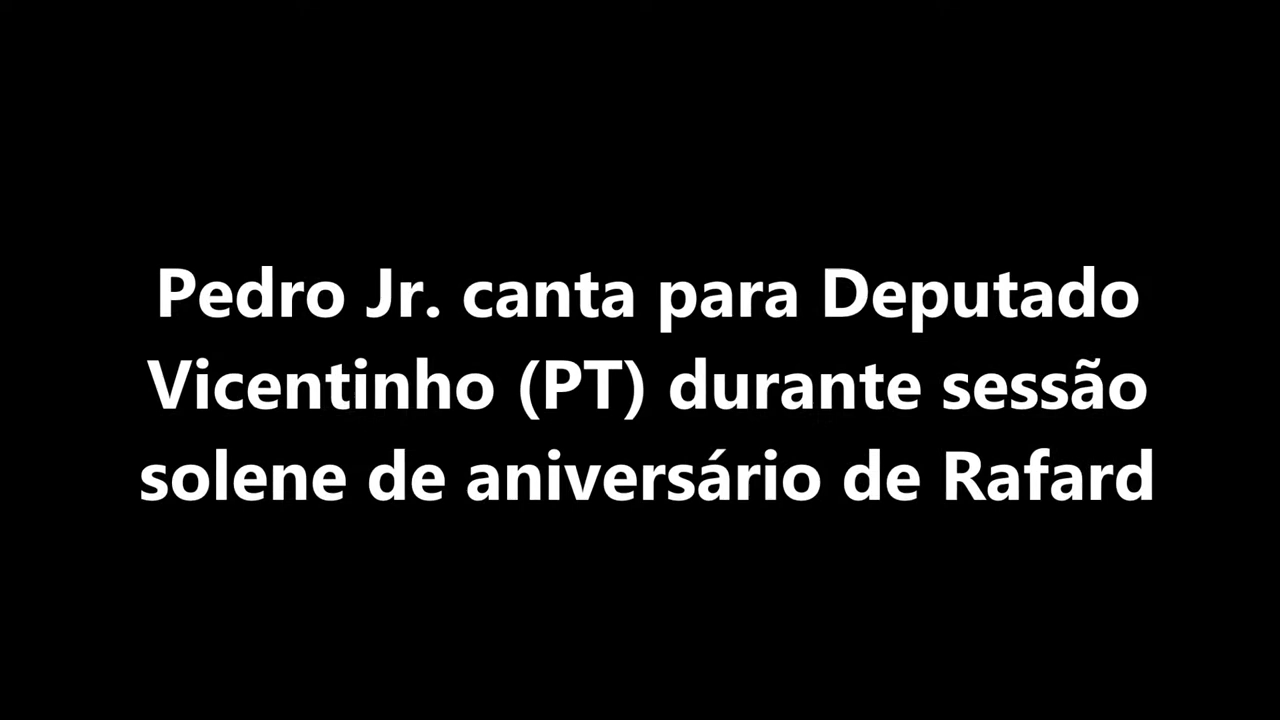 Pedro Jr. canta para Deputado
Vicentinho (PT) durante sessão
solene de aniversário de Rafard